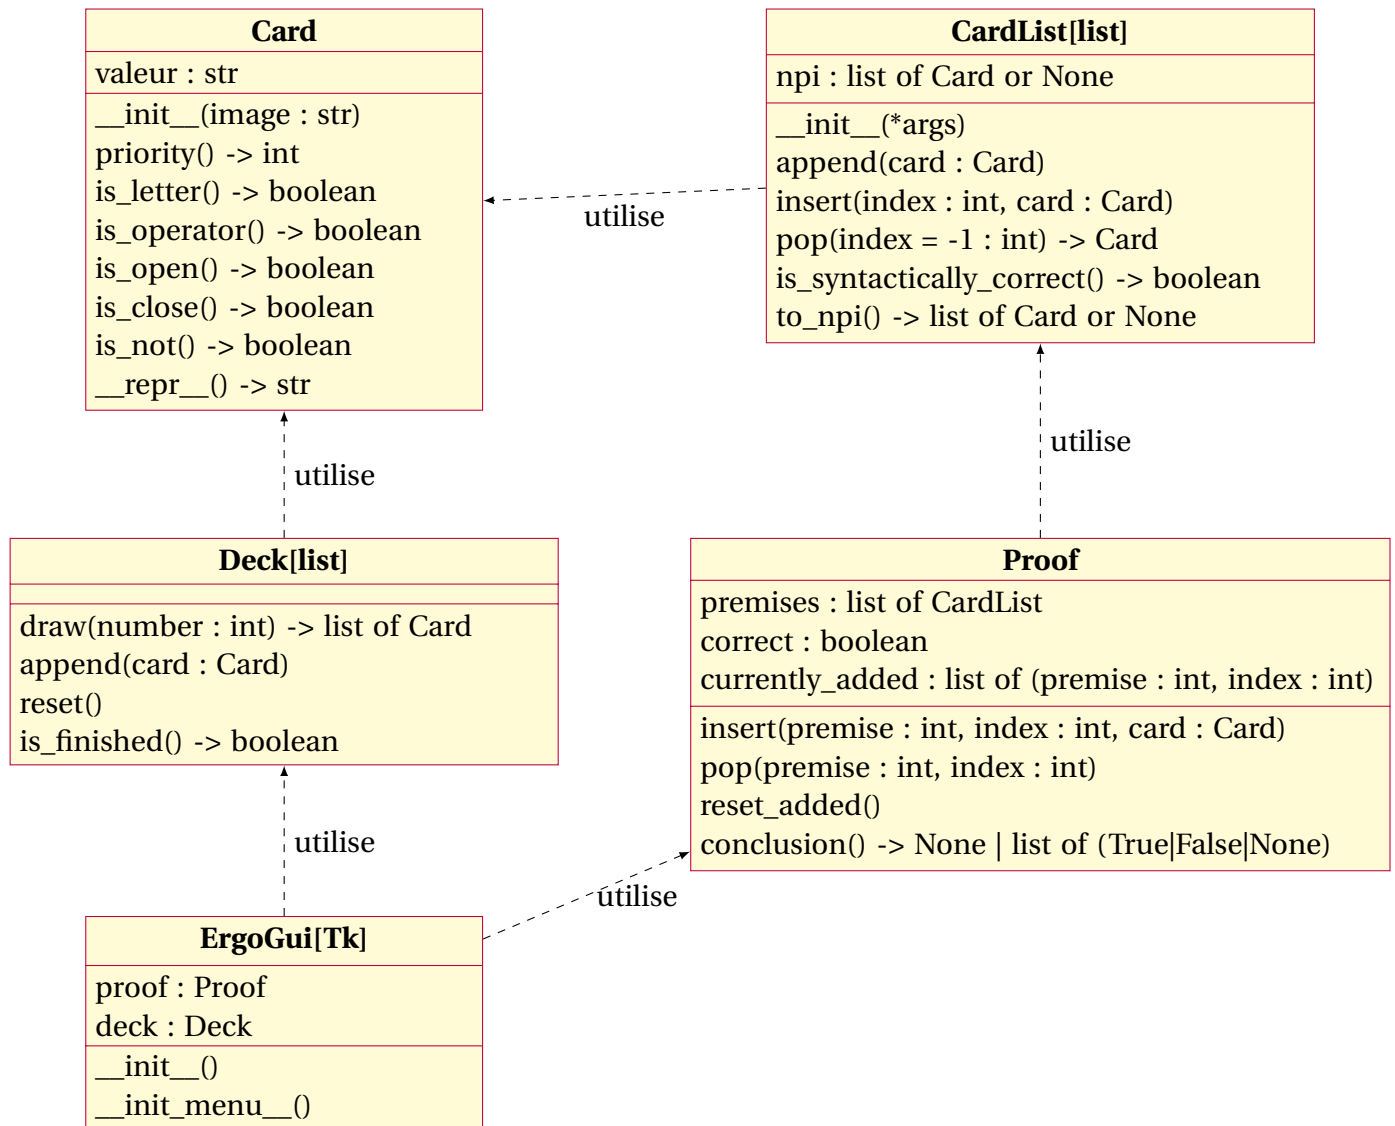 Card
valeur : str
__init__(image : str)
priority() -> int
is_letter() -> boolean
is_operator() -> boolean
is_open() -> boolean
is_close() -> boolean
is_not() -> boolean
__repr__() -> str
CardList[list]
npi : list of Card or None
__init__(*args)
append(card : Card)
insert(index : int, card : Card)
pop(index = -1 : int) -> Card
is_syntactically_correct() -> boolean
to_npi() -> list of Card or None
utilise
utilise
utilise
Deck[list]
draw(number : int) -> list of Card
append(card : Card)
reset()
is_finished() -> boolean
Proof
premises : list of CardList
correct : boolean
currently_added : list of (premise : int, index : int)
insert(premise : int, index : int, card : Card)
pop(premise : int, index : int)
reset_added()
conclusion() -> None | list of (True|False|None)
utilise
utilise
ErgoGui[Tk]
proof : Proof
deck : Deck
__init__()
__init_menu__()